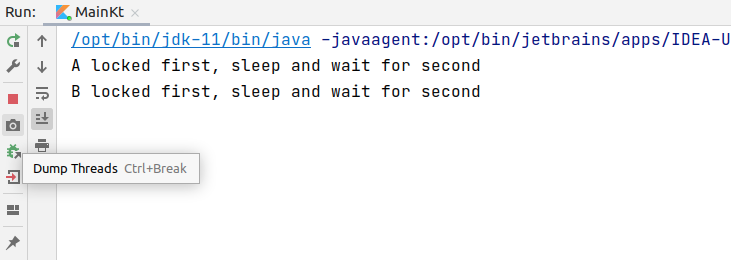 Run: MainKt
/opt/bin/jdk-11/bin/java -javaagent:/opt/bin/jetbrains/apps/IDEA-U
A locked first, sleep and wait for second
B locked first, sleep and wait for second
Dump Threads Ctrl+Break